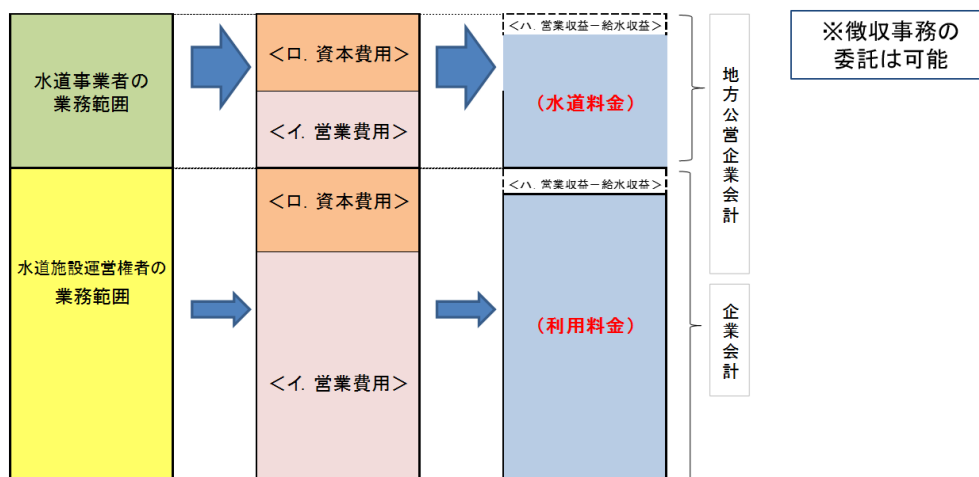 水道事業者の
業務範囲
水道施設運営権者の
業務範囲
＜ロ．資本費用＞
＜イ．営業費用＞
＜ロ．資本費用＞
＜イ．営業費用＞
＜ハ．営業収益－給水収益＞
（水道料金）
＜ハ．営業収益－給水収益＞
（利用料金）
地方公営企業会計
企業会計
※徴収事務の
委託は可能